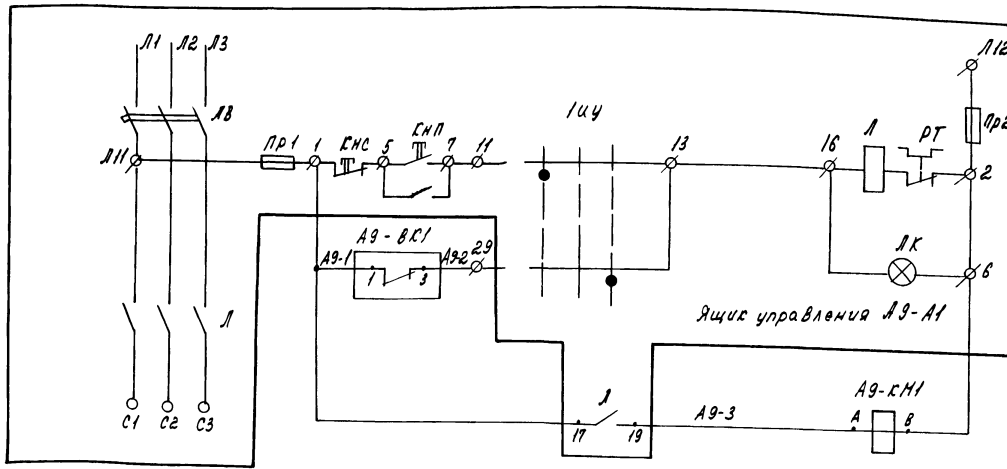 Л1 Л2 Л3
ЛВ
Л11
ПР1
1
КНС
5
КНП
7
11
1ИУ
13
16
Л
РТ
Л12
Пр2
2
А9-ВК1
А9-1
1
3
А9-2
29
ЛК
6
Ящик управления А9-А1
Л
С1 С2 С3
Л
17
19
А9-3
А9-КМ1
А
В